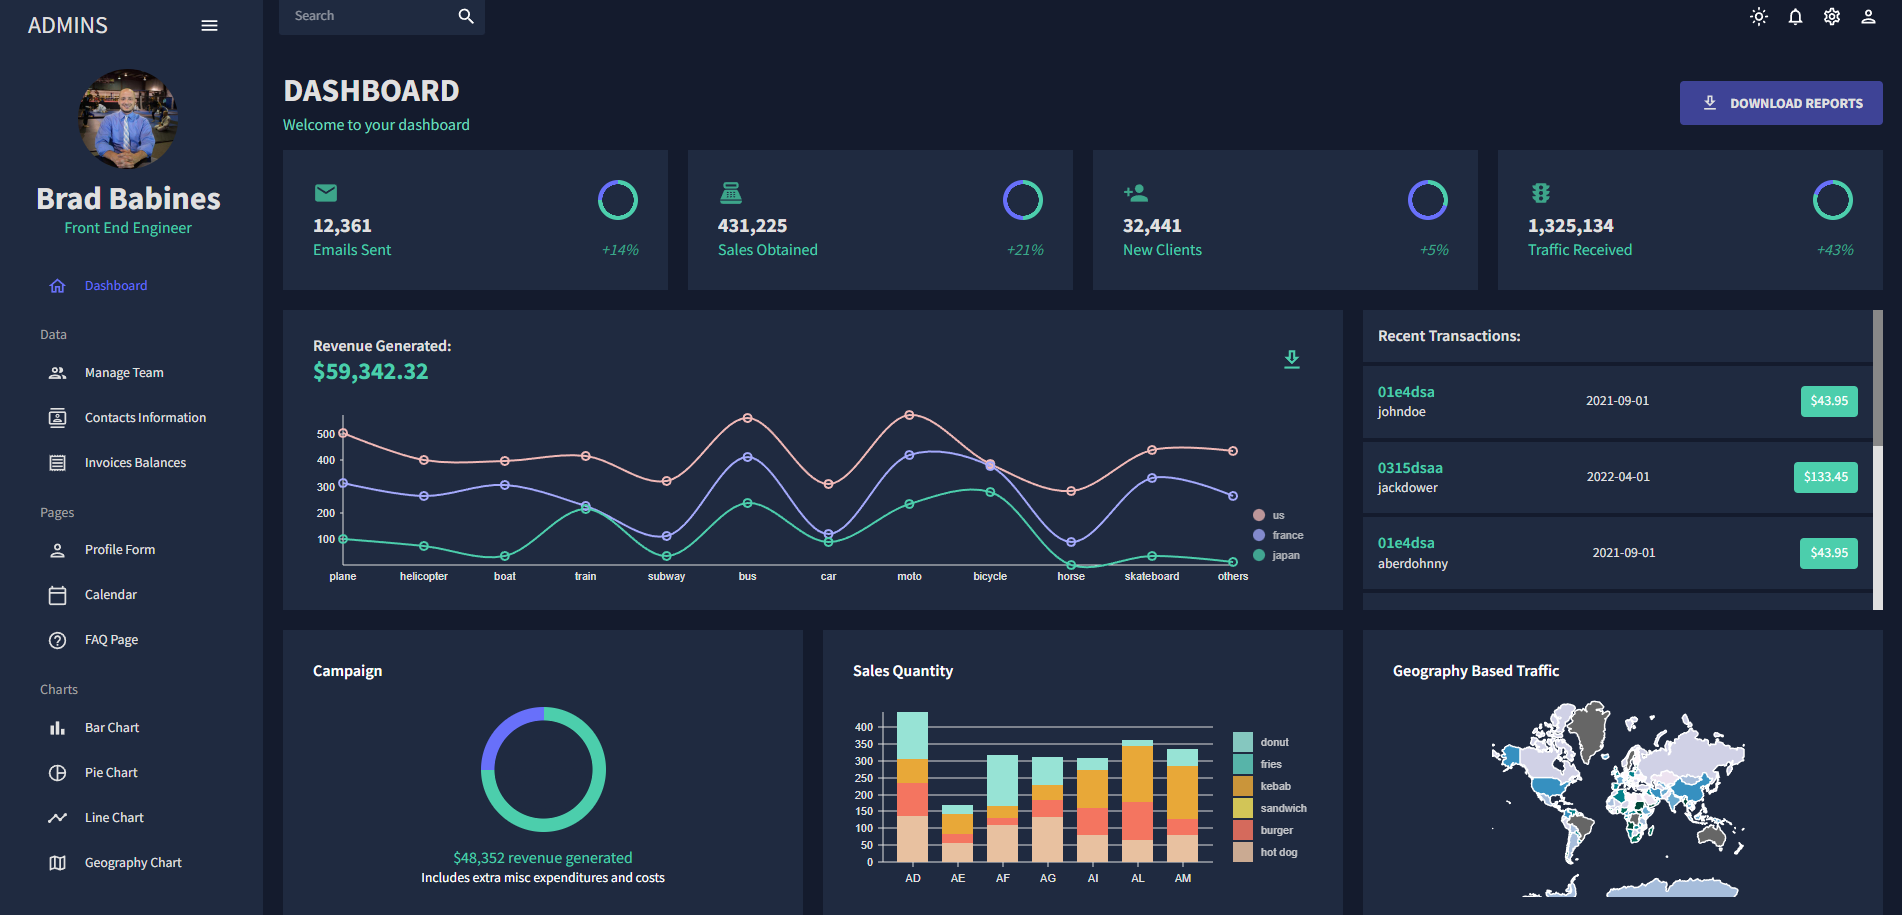 ADMINS
Search
Brad Babines
Front End Engineer
Dashboard
Data
Manage Team
Contacts Information
Invoices Balances
Pages
Profile Form
Calendar
FAQ Page
Charts
Bar Chart
Pie Chart
Line Chart
Geography Chart
DASHBOARD
Welcome to your dashboard
DOWNLOAD REPORTS
12,361
Emails Sent
+14%
431,225
Sales Obtained
+21%
32,441
New Clients
+5%
1,325,134
Traffic Received
+43%
Revenue Generated:
$59,342.32
500
400
300
200
100
plane helicopter boat train subway bus car moto bicycle horse skateboard others
us
france
japan
Recent Transactions:
01e4dsa
johndoe
2021-09-01
$43.95
0315dsaa
jackdower
2022-04-01
$133.45
01e4dsa
aberdohnny
2021-09-01
$43.95
Campaign
$48,352 revenue generated
Includes extra misc expenditures and costs
Sales Quantity
400
350
300
250
200
150
100
50
0
AD AE AF AG AI AL AM
donut
fries
kebab
sandwich
burger
hot dog
Geography Based Traffic